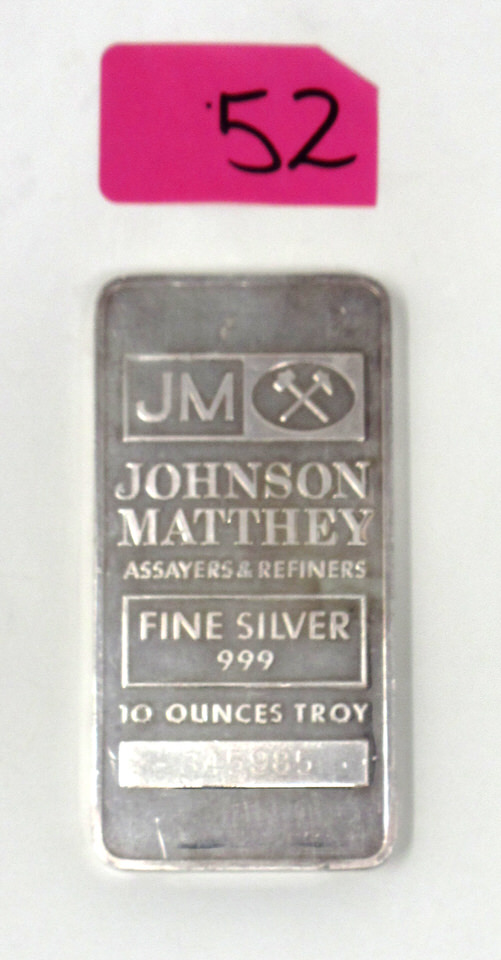 52
JM
JOHNSON
MATTHEY
ASSAYERS & REFINERS
FINE SILVER
999
10 OUNCES TROY